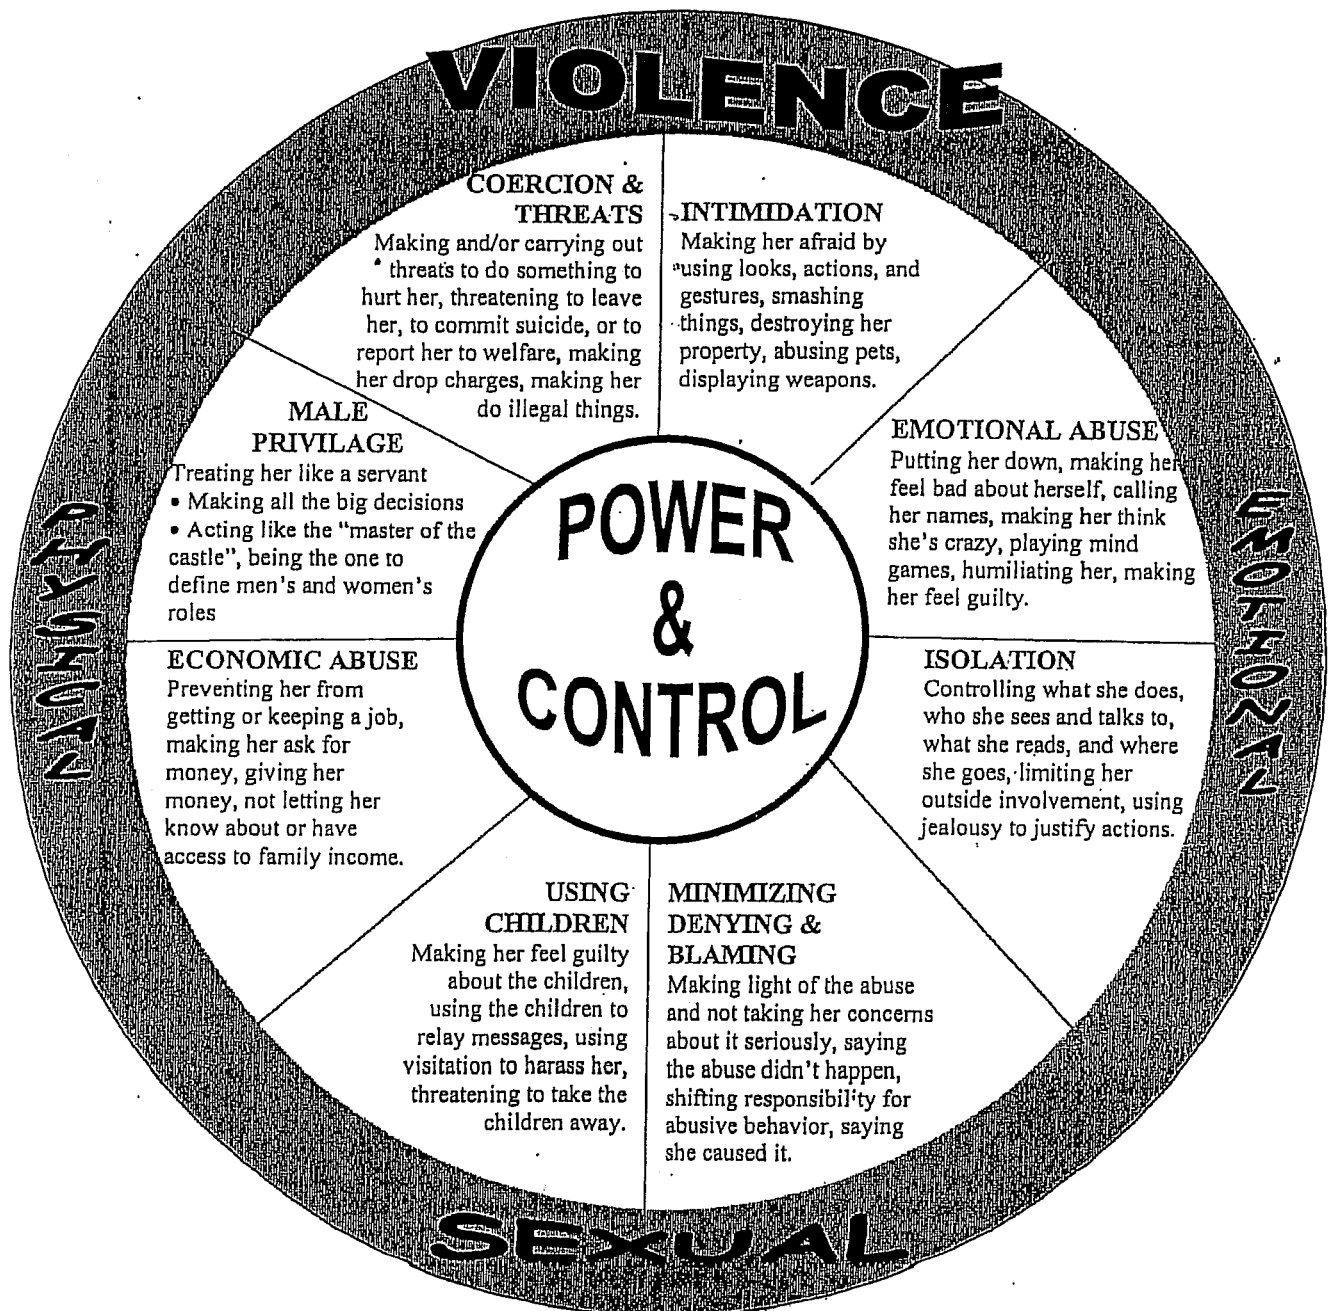 VIOLENCE
COERCION &
THREATS
Making and/or carrying out
threats to do something to
hurt her, threatening to leave
her, to commit suicide, or to
report her to welfare, making
her drop charges, making her
do illegal things.
INTIMIDATION
Making her afraid by
using looks, actions, and
gestures, smashing
things, destroying her
property, abusing pets,
displaying weapons.
EMOTIONAL ABUSE
Putting her down, making her
feel bad about herself, calling
her names, making her think
she's crazy, playing mind
games, humiliating her, making
her feel guilty.
ISOLATION
Controlling what she does,
who she sees and talks to,
what she reads, and where
she goes, limiting her
outside involvement, using
jealousy to justify actions.
MINIMIZING
DENYING &
BLAMING
Making light of the abuse
and not taking her concerns
about it seriously, saying
the abuse didn't happen,
shifting responsibility for
abusive behavior, saying
she caused it.
USING
CHILDREN
Making her feel guilty
about the children,
using the children to
relay messages, using
visitation to harass her,
threatening to take the
children away.
ECONOMIC ABUSE
Preventing her from
getting or keeping a job,
making her ask for
money, giving her
money, not letting her
know about or have
access to family income.
MALE
PRIVILAGE
Treating her like a servant
• Making all the big decisions
• Acting like the “master of the
castle”, being the one to
define men's and women's
roles
POWER
&
CONTROL
PHYSICAL
EMOTIONAL
SEXUAL